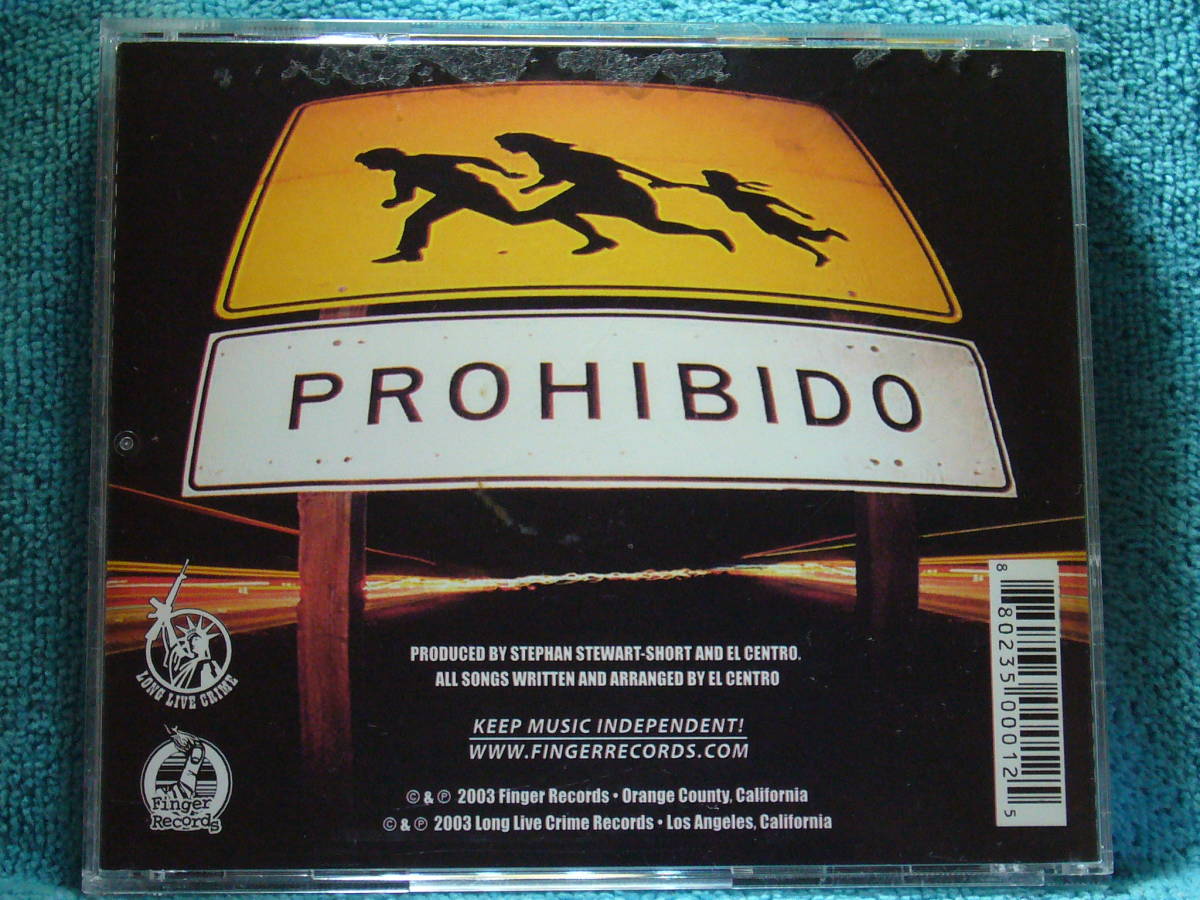 PROHIBIDO
LONG LIVE CRIME
Finger
Records
PRODUCED BY STEPHAN STEWART-SHORT AND EL CENTRO.
ALL SONGS WRITTEN AND ARRANGED BY EL CENTRO
KEEP MUSIC INDEPENDENT!
WWW.FINGERRECORDS.COM
© & ℗ 2003 Finger Records • Orange County, California
© & ℗ 2003 Long Live Crime Records • Los Angeles, California
8 80235 00012 5